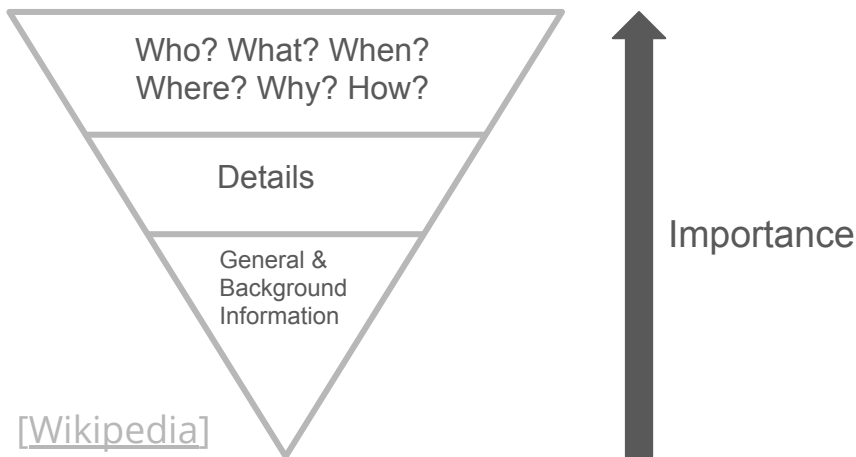 Who? What? When?
Where? Why? How?
Details
General &
Background
Information
Importance
[Wikipedia]